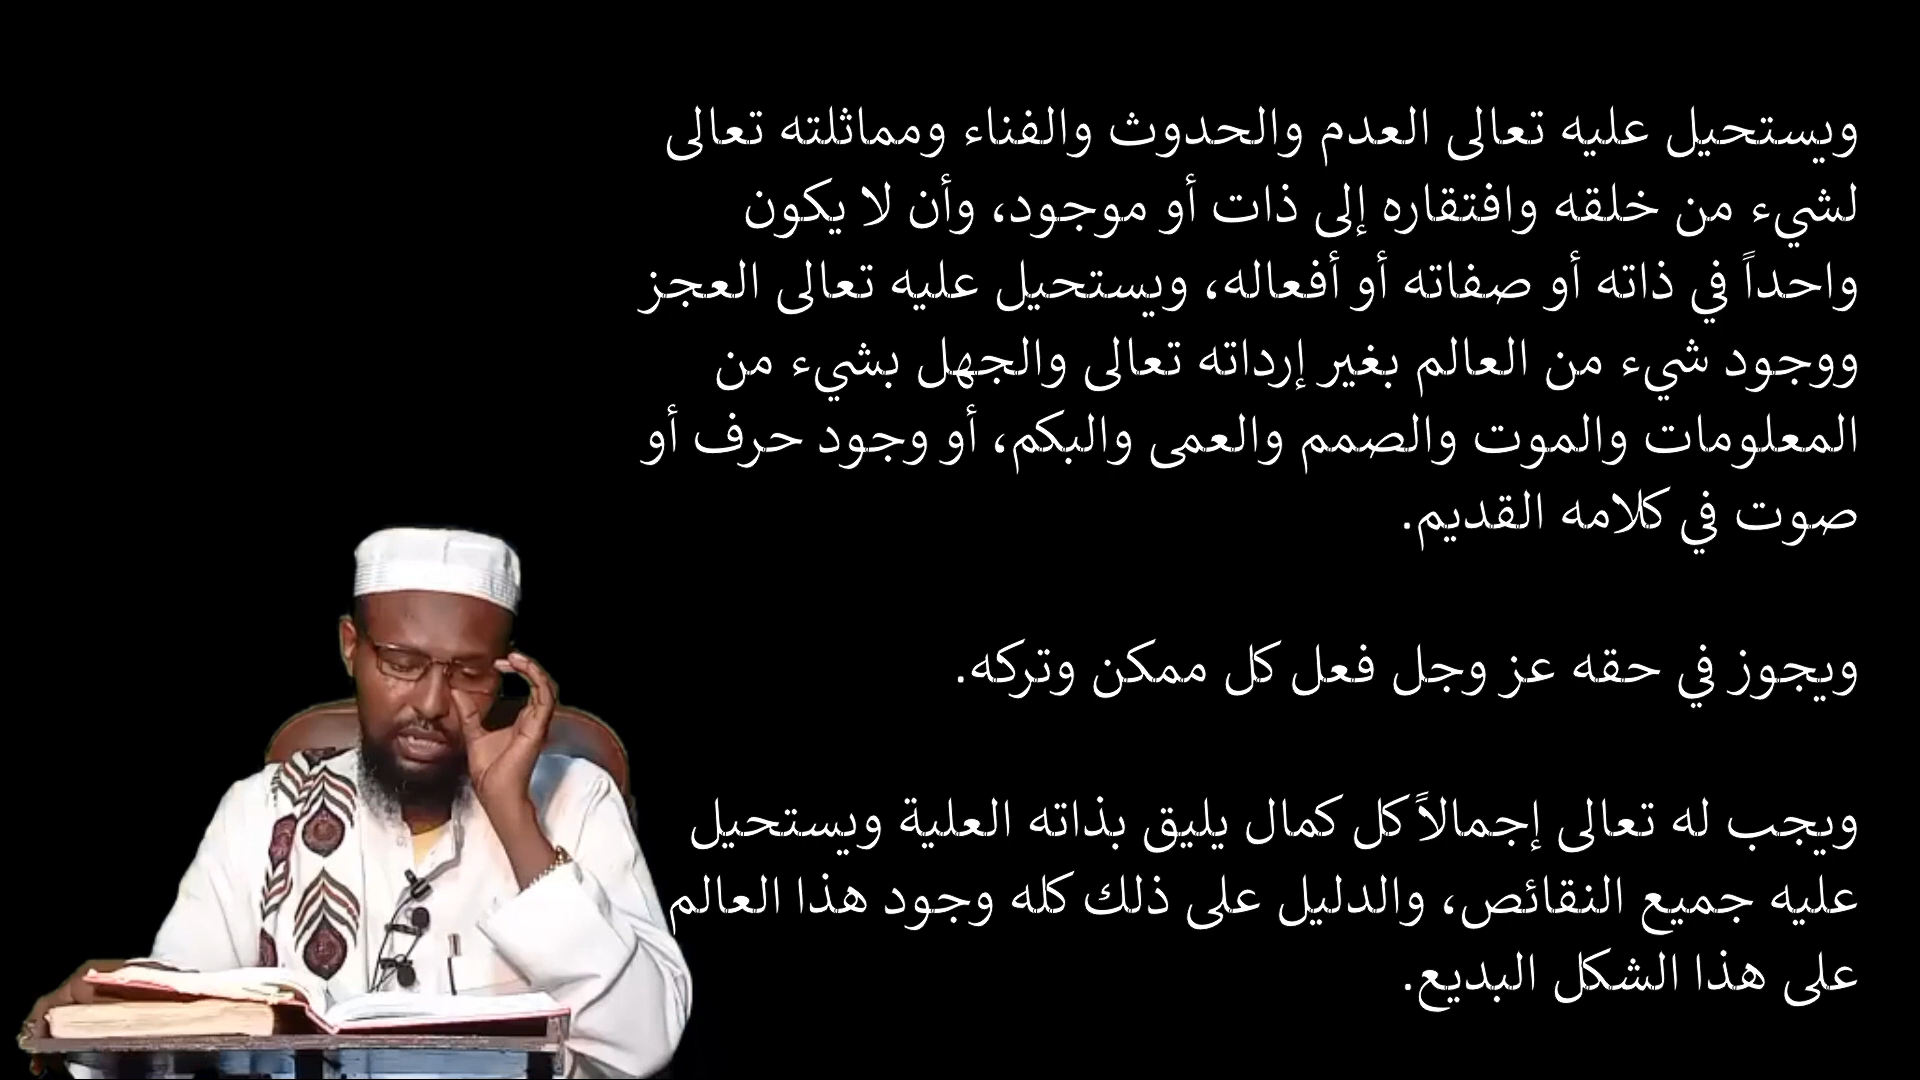 ويستحيل عليه تعالى العدم والحدوث والفناء ومماثلته تعالى
لشيء من خلقه وافتقاره إلى ذات أو موجود، وأن لا يكون
واحداً في ذاته أو صفاته أو أفعاله، ويستحيل عليه تعالى العجز
ووجود شيء من العالم بغير إرداته تعالى والجهل بشيء من
المعلومات والموت والصمم والعمى والبكم، أو وجود حرف أو
صوت في كلامه القديم.
ويجوز في حقه عز وجل فعل كل ممكن وتركه.
ويجب له تعالى إجمالاً كل كمال يليق بذاته العلية ويستحيل
عليه جميع النقائص، والدليل على ذلك كله وجود هذا العالم
على هذا الشكل البديع.